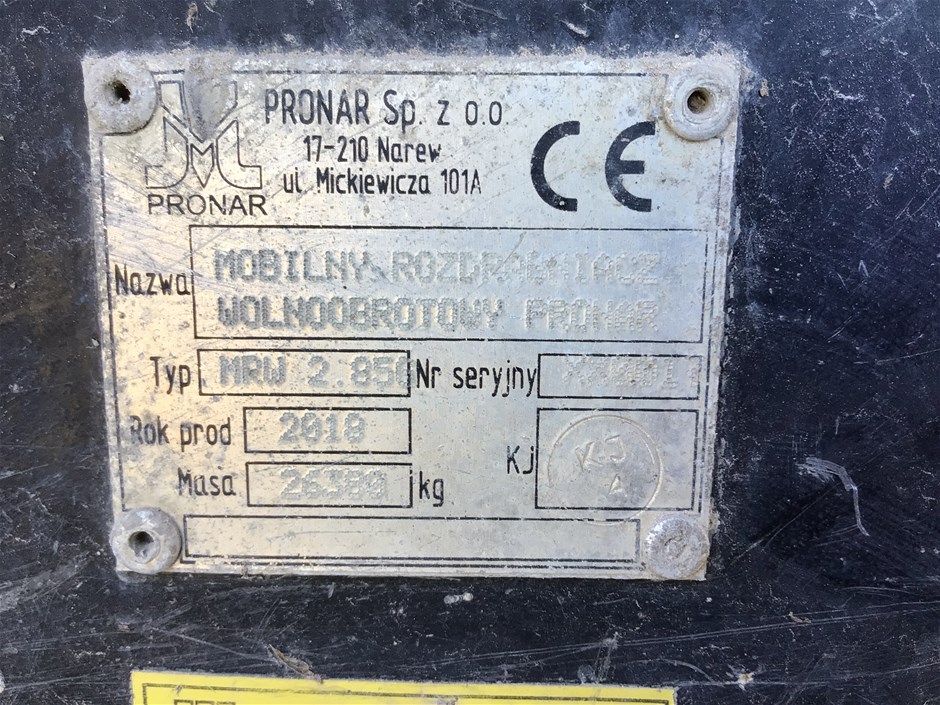 PRONAR Sp. z o.o.
17-210 Narew
ul. Mickiewicza 101A
CE
PRONAR
Nazwa MOBILNY ROZDRABNIACZ
WOLNOOBROTOWY PRONAR
Typ MRW 2.850 Nr seryjny
Rok prod 2018
Masa 26380 kg
KJ